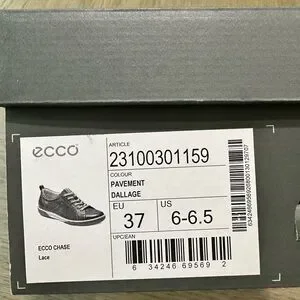 ecco
ARTICLE
23100301159
COLOUR
PAVEMENT
DALLAGE
EU
37
US
6-6.5
UPC/EAN
6 34246 69569 2
ECCO CHASE
Lace